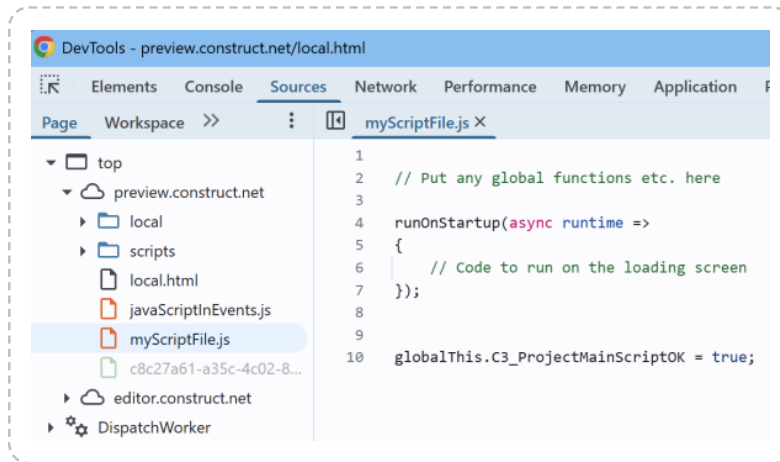 DevTools - preview.construct.net/local.html
Elements Console Sources Network Performance Memory Application
Page Workspace
myScriptFile.js
top
preview.construct.net
local
scripts
local.html
javaScriptInEvents.js
myScriptFile.js
c8c27a61-a35c-4c02-8...
editor.construct.net
DispatchWorker
1
2 // Put any global functions etc. here
3
4 runOnStartup(async runtime =>
5 {
6 // Code to run on the loading screen
7 });
8
9
10 globalThis.C3_ProjectMainScriptOK = true;